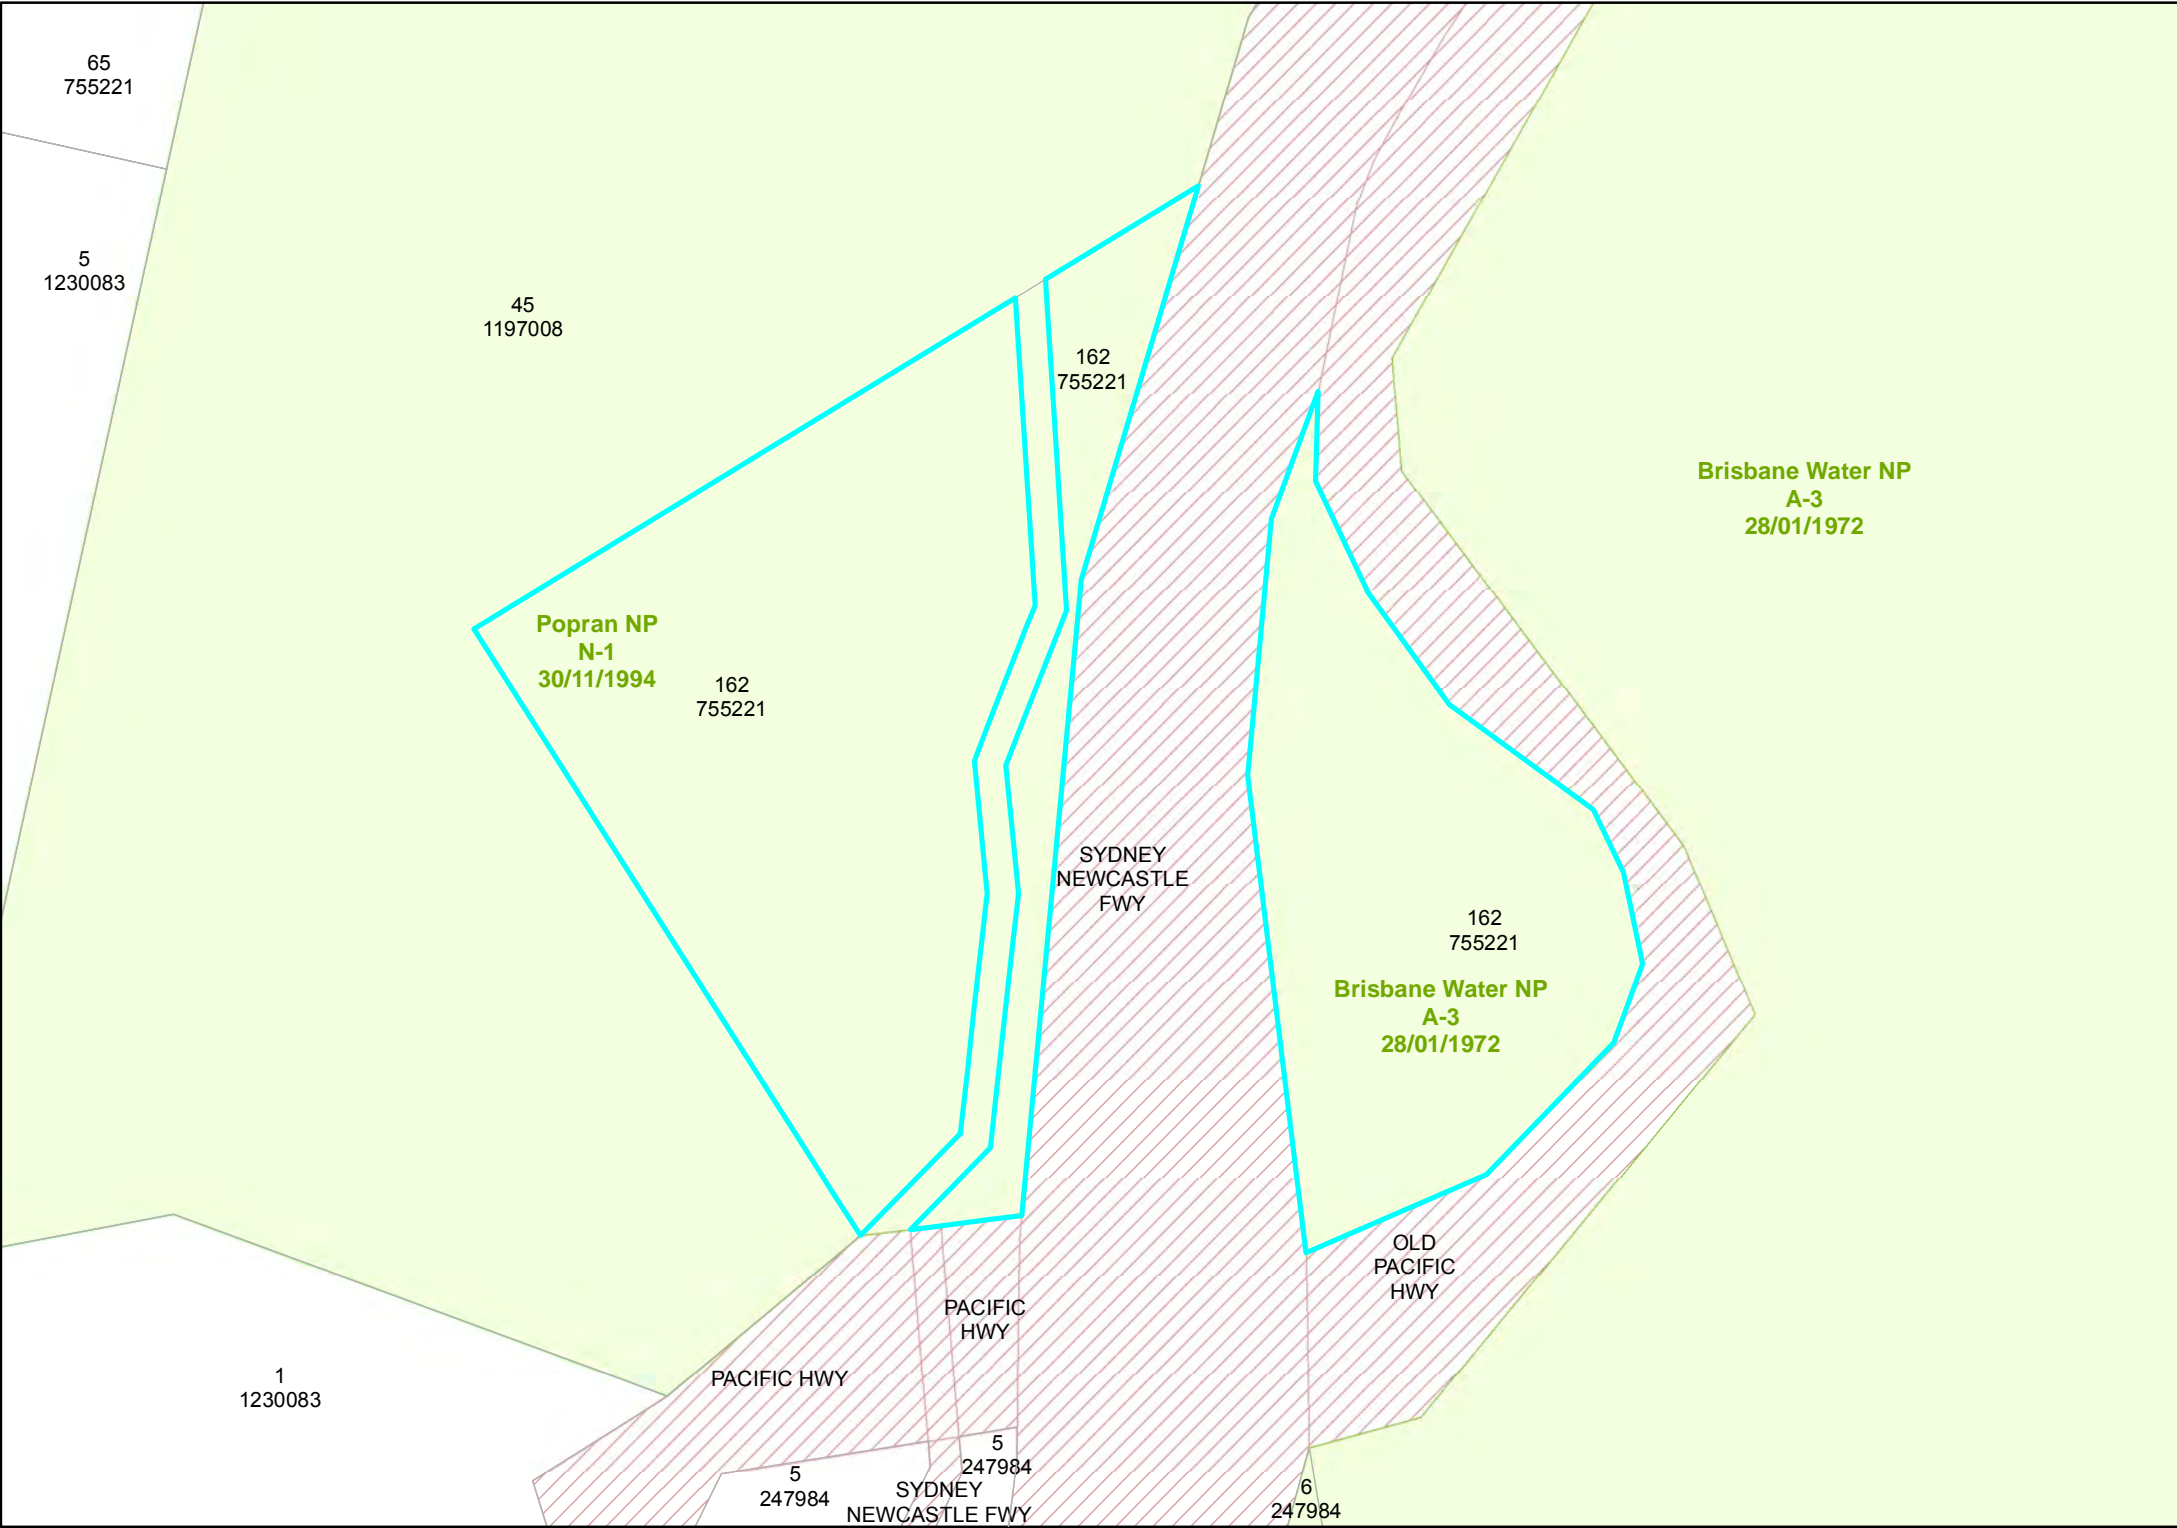 65
755221
5
1230083
45
1197008
162
755221
Brisbane Water NP
A-3
28/01/1972
Popran NP
N-1
30/11/1994
162
755221
SYDNEY
NEWCASTLE
FWY
162
755221
Brisbane Water NP
A-3
28/01/1972
OLD
PACIFIC
HWY
PACIFIC
HWY
PACIFIC HWY
1
1230083
5
247984
5
247984
SYDNEY
NEWCASTLE FWY
6
247984